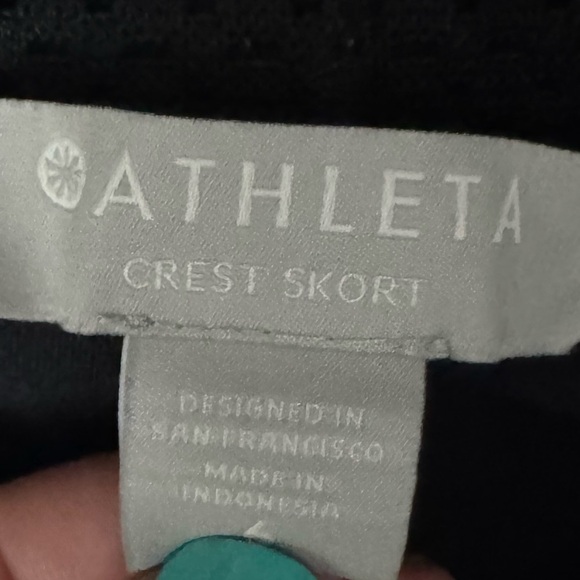 ATHLETA
CREST SKORT
DESIGNED IN
SAN FRANCISCO
MADE IN
INDONESIA